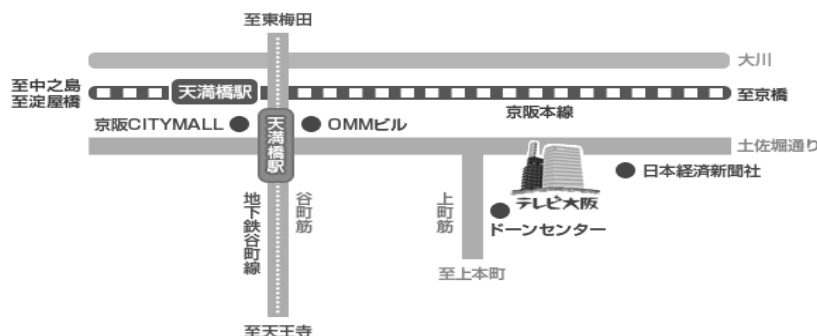 至東梅田
大川
至中之島
至淀屋橋
天満橋駅
至京橋
京阪本線
京阪CITYMALL
天満橋駅
OMMビル
土佐堀通り
日本経済新聞社
テレビ大阪
地下鉄谷町線
谷町筋
上町筋
ドーンセンター
至上本町
至天王寺